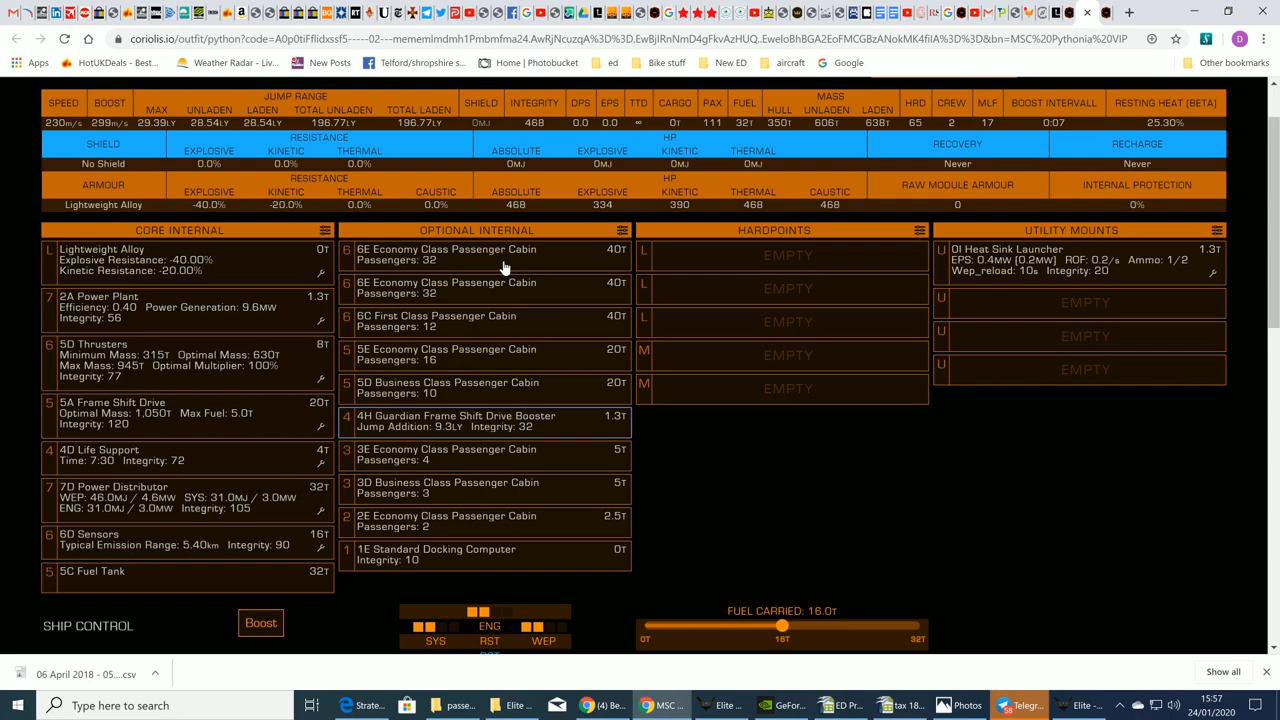 coriolis.io/outfit/python?code=A0p0tiFflidxssf5----02---mememlmdmh1Pmbmfma24.AwRjNcuzqA%3D%3D.EwBjlRnNmD4gFkvAzHUQ..EweloBhBGA2EoFMCGBzANokMK4fiIA%3D%3D&bn=MSC%20Pythonia%20VIP
Apps
HotUKDeals - Best...
Weather Radar - Liv...
New Posts
Telford/shropshire s...
Home | Photobucket
ed
Bike stuff
New ED
aircraft
Google
Other bookmarks
SPEED BOOST JUMP RANGE SHIELD INTEGRITY DPS EPS TTD CARGO PAX FUEL MASS HRD CREW MLF BOOST INTERVALL RESTING HEAT (BETA)
MAX UNLADEN LADEN TOTAL UNLADEN TOTAL LADEN HULL UNLADEN LADEN
230m/s 299m/s 29.39LY 28.54LY 28.54LY 196.77LY 196.77LY 0MJ 468 0.0 0.0 ∞ 0T 111 32T 350T 606T 638T 65 2 17 0:07 25.30%
SHIELD RESISTANCE HP RECOVERY RECHARGE
EXPLOSIVE KINETIC THERMAL ABSOLUTE EXPLOSIVE KINETIC THERMAL
No Shield 0.0% 0.0% 0.0% 0MJ 0MJ 0MJ 0MJ Never Never
ARMOUR RESISTANCE HP RAW MODULE ARMOUR INTERNAL PROTECTION
EXPLOSIVE KINETIC THERMAL CAUSTIC ABSOLUTE EXPLOSIVE KINETIC THERMAL CAUSTIC
Lightweight Alloy -40.0% -20.0% 0.0% 0.0% 468 334 390 468 468 0 0%
CORE INTERNAL
L Lightweight Alloy 0T
Explosive Resistance: -40.00%
Kinetic Resistance: -20.00%
7 2A Power Plant 1.3T
Efficiency: 0.40 Power Generation: 9.6MW
Integrity: 56
6 5D Thrusters 8T
Minimum Mass: 315T Optimal Mass: 630T
Max Mass: 945T Optimal Multiplier: 100%
Integrity: 77
5 5A Frame Shift Drive 20T
Optimal Mass: 1,050T Max Fuel: 5.0T
Integrity: 120
4 4D Life Support 4T
Time: 7:30 Integrity: 72
7 7D Power Distributor 32T
WEP: 46.0MJ / 4.6MW SYS: 31.0MJ / 3.0MW
ENG: 31.0MJ / 3.0MW Integrity: 105
6 6D Sensors 16T
Typical Emission Range: 5.40km Integrity: 90
5 5C Fuel Tank 32T
OPTIONAL INTERNAL
6 6E Economy Class Passenger Cabin 40T
Passengers: 32
6 6E Economy Class Passenger Cabin 40T
Passengers: 32
6 6C First Class Passenger Cabin 40T
Passengers: 12
5 5E Economy Class Passenger Cabin 20T
Passengers: 16
5 5D Business Class Passenger Cabin 20T
Passengers: 10
4 4H Guardian Frame Shift Drive Booster 1.3T
Jump Addition: 9.3LY Integrity: 32
3 3E Economy Class Passenger Cabin 5T
Passengers: 4
3 3D Business Class Passenger Cabin 5T
Passengers: 3
2 2E Economy Class Passenger Cabin 2.5T
Passengers: 2
1 1E Standard Docking Computer 0T
Integrity: 10
HARDPOINTS
L EMPTY
L EMPTY
L EMPTY
M EMPTY
M EMPTY
UTILITY MOUNTS
U 0I Heat Sink Launcher 1.3T
EPS: 0.4MW [0.2MW] ROF: 0.2/s Ammo: 1/2
Wep_reload: 10s Integrity: 20
U EMPTY
U EMPTY
U EMPTY
SHIP CONTROL
Boost
ENG
SYS RST WEP
FUEL CARRIED: 16.0T
0T 16T 32T
06 April 2018 - 05....csv
Show all
Type here to search
Strate...
passe...
Elite ...
(4) Be...
MSC ...
Elite ...
GeFor...
ED Pr...
tax 18...
Photos
Telegr...
Elite -...
15:57
24/01/2020